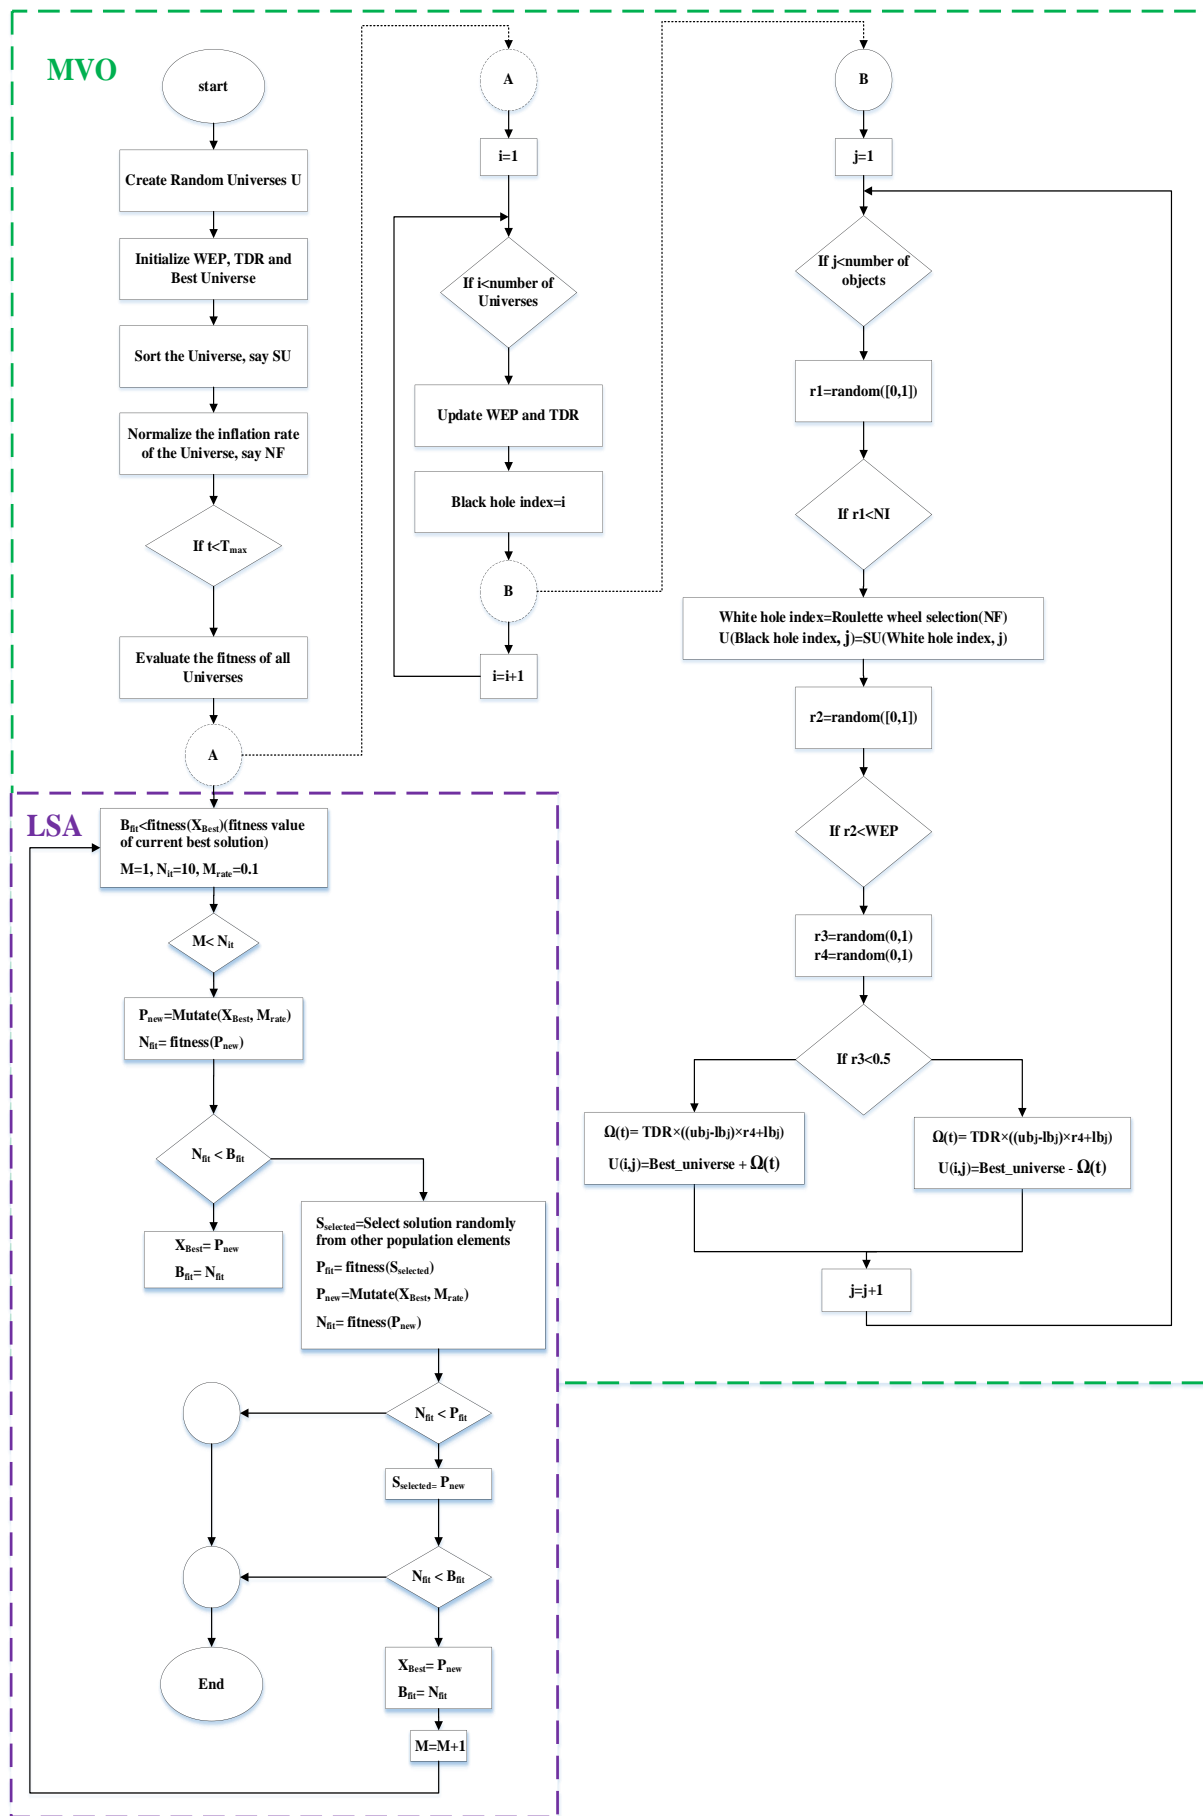 MVO
start
Create Random Universes U
Initialize WEP, TDR and
Best Universe
Sort the Universe, say SU
Normalize the inflation rate
of the Universe, say NF
If t<Tmax
Evaluate the fitness of all
Universes
A
A
i=1
If i<number of
Universes
Update WEP and TDR
Black hole index=i
B
i=i+1
B
j=1
If j<number of
objects
r1=random([0,1])
If r1<NI
White hole index=Roulette wheel selection(NF)
U(Black hole index, j)=SU(White hole index, j)
r2=random([0,1])
If r2<WEP
r3=random(0,1)
r4=random(0,1)
If r3<0.5
Ω(t)= TDR×((ubj-lbj)×r4+lbj)
U(i,j)=Best_universe + Ω(t)
Ω(t)= TDR×((ubj-lbj)×r4+lbj)
U(i,j)=Best_universe - Ω(t)
j=j+1
LSA
Bfit<fitness(XBest)(fitness value
of current best solution)
M=1, Nit=10, Mrate=0.1
M< Nit
Pnew=Mutate(XBest, Mrate)
Nfit= fitness(Pnew)
Nfit < Bfit
XBest= Pnew
Bfit= Nfit
Sselected=Select solution randomly
from other population elements
Pfit= fitness(Sselected)
Pnew=Mutate(XBest, Mrate)
Nfit= fitness(Pnew)
Nfit < Pfit
Sselected= Pnew
Nfit < Bfit
XBest= Pnew
Bfit= Nfit
M=M+1
End